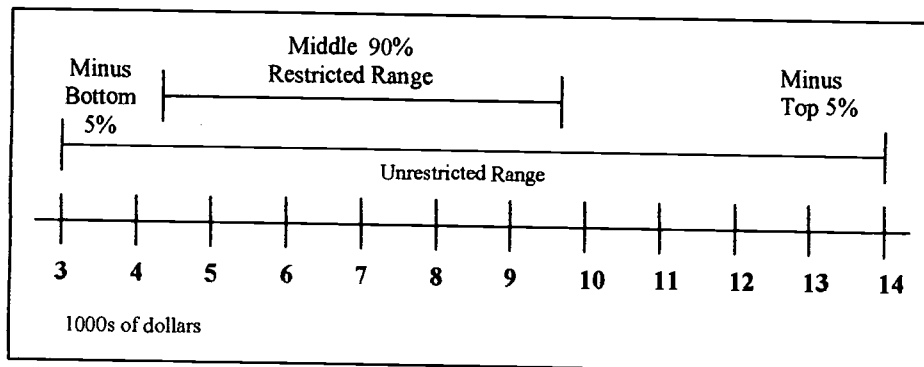 Middle 90%
Restricted Range
Minus
Bottom
5%
Minus
Top 5%
Unrestricted Range
3 4 5 6 7 8 9 10 11 12 13 14
1000s of dollars